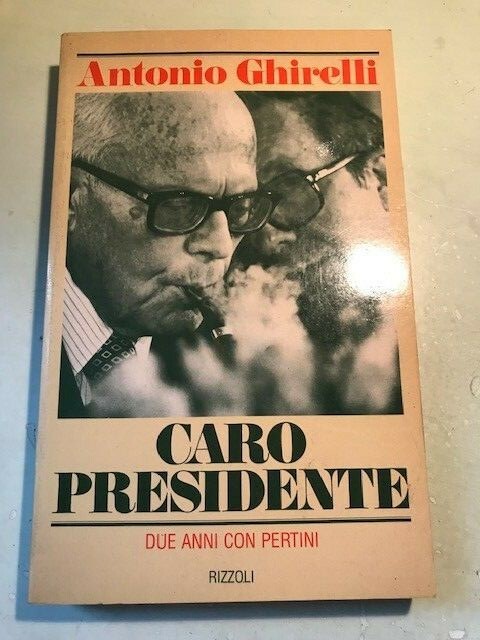 Antonio Ghirelli
CARO
PRESIDENTE
DUE ANNI CON PERTINI
RIZZOLI